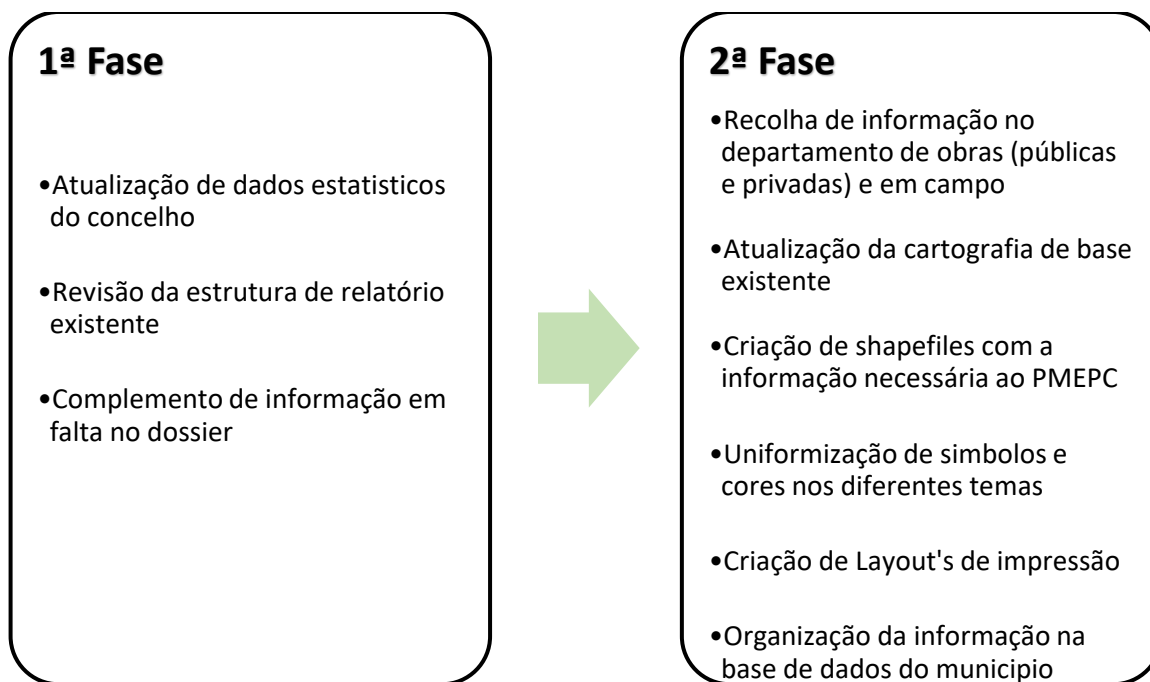 1ª Fase
•Atualização de dados estatisticos
do concelho
•Revisão da estrutura de relatório
existente
•Complemento de informação em
falta no dossier
2ª Fase
•Recolha de informação no
departamento de obras (públicas
e privadas) e em campo
•Atualização da cartografia de base
existente
•Criação de shapefiles com a
informação necessária ao PMEPC
•Uniformização de simbolos e
cores nos diferentes temas
•Criação de Layout's de impressão
•Organização da informação na
base de dados do municipio